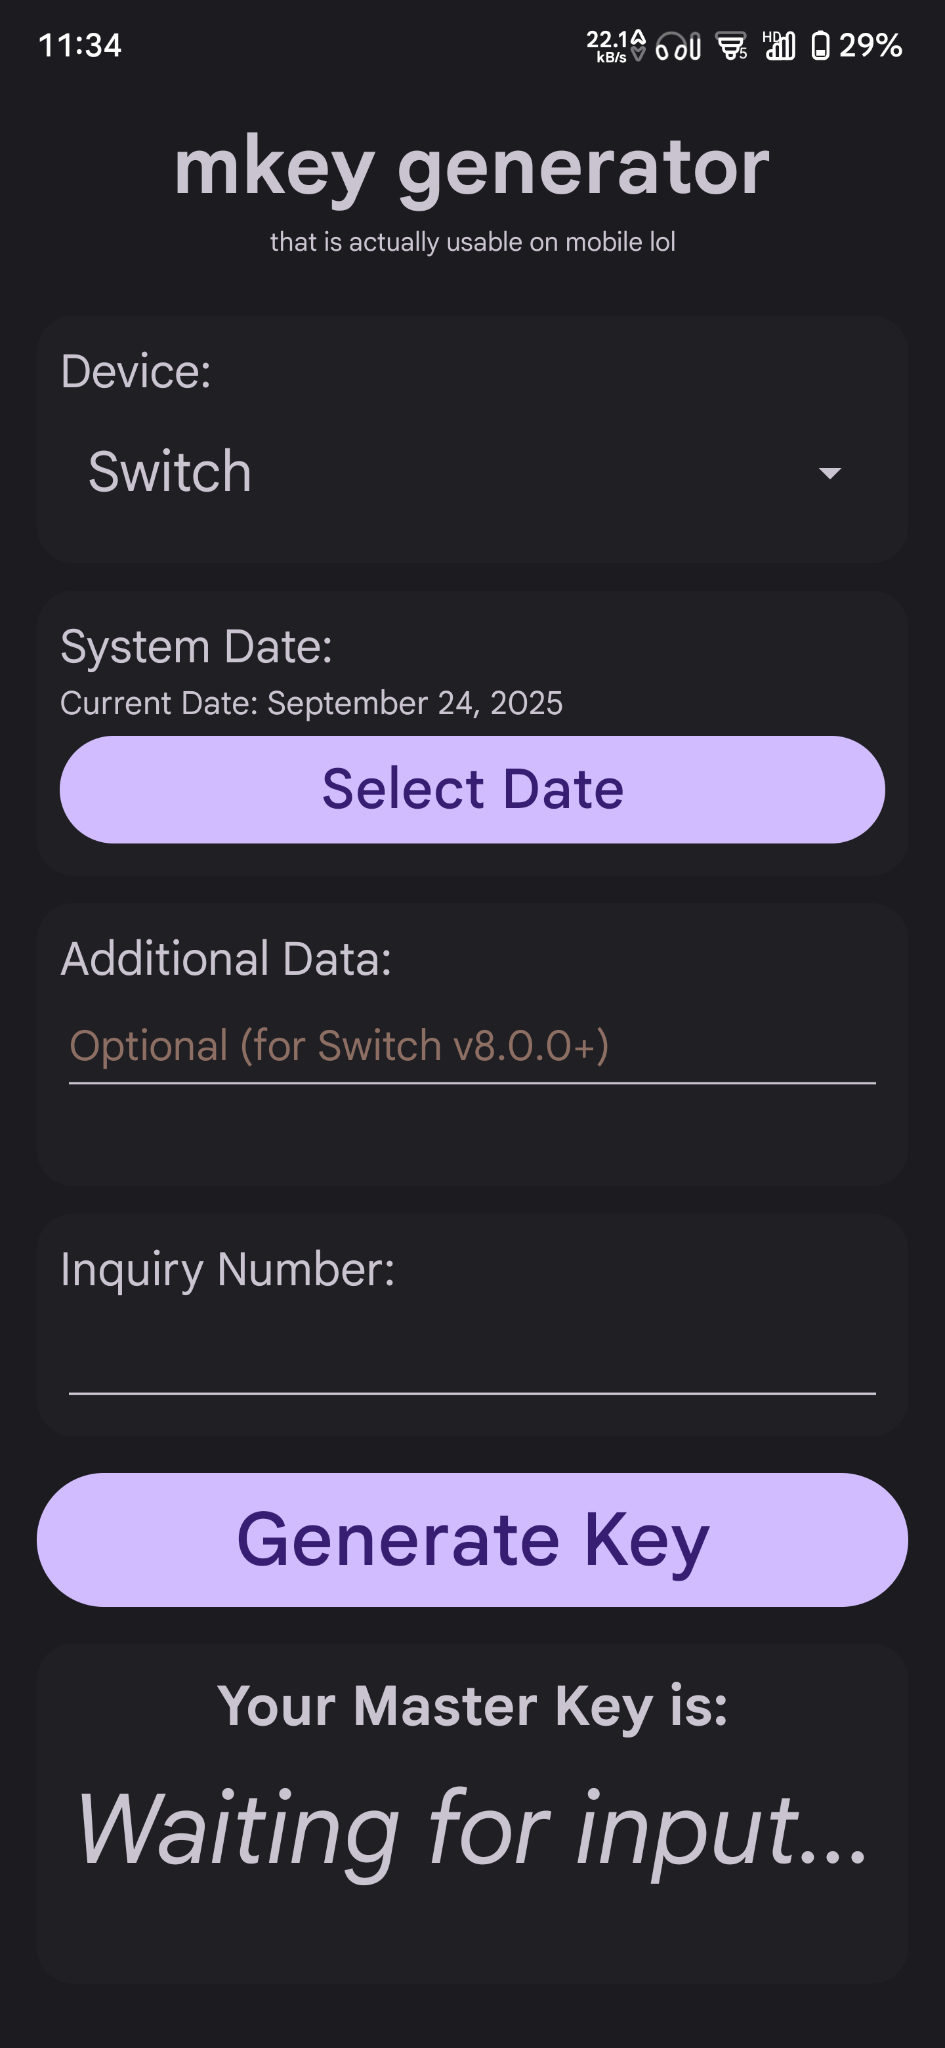 11:34
22.1
kB/s
5
HD
29%
mkey generator
that is actually usable on mobile lol
Device:
Switch
System Date:
Current Date: September 24, 2025
Select Date
Additional Data:
Optional (for Switch v8.0.0+)
Inquiry Number:
Generate Key
Your Master Key is:
Waiting for input...